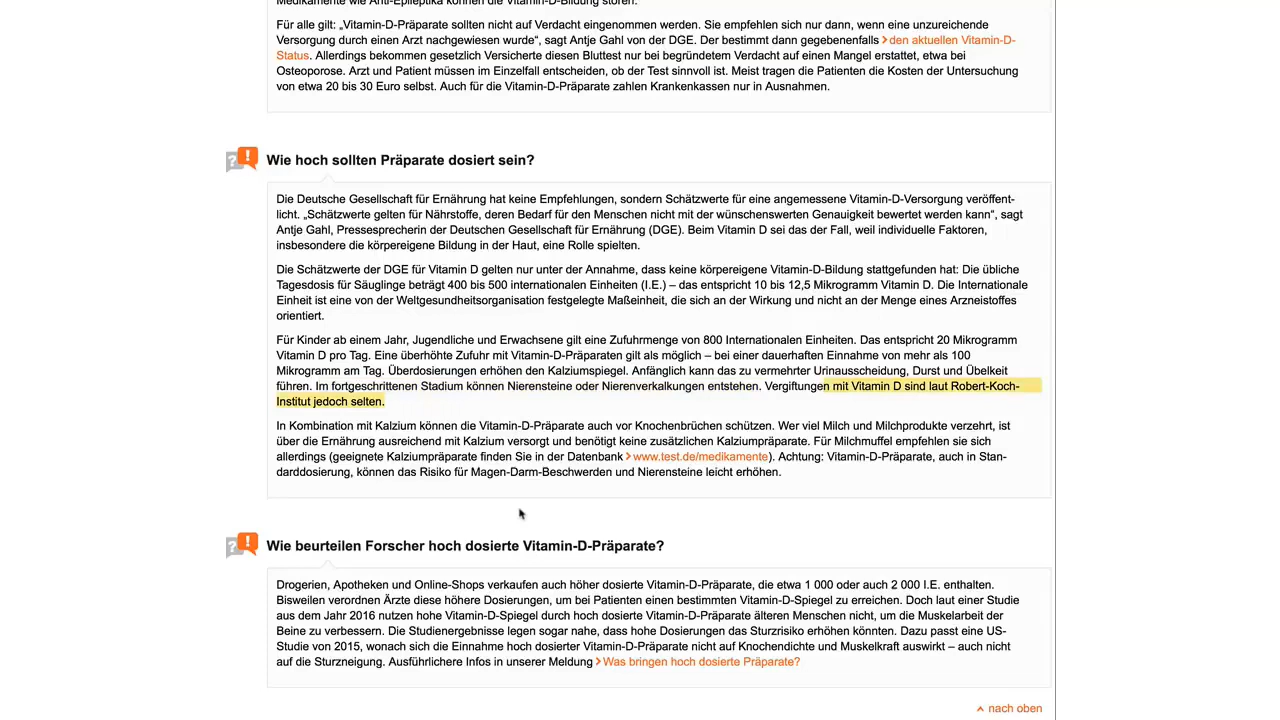 Medikamente wie Anti-Epileptika können die Vitamin-D-Bildung stören.
Für alle gilt: „Vitamin-D-Präparate sollten nicht auf Verdacht eingenommen werden. Sie empfehlen sich nur dann, wenn eine unzureichende
Versorgung durch einen Arzt nachgewiesen wurde“, sagt Antje Gahl von der DGE. Der bestimmt dann gegebenenfalls den aktuellen Vitamin-D-
Status. Allerdings bekommen gesetzlich Versicherte diesen Bluttest nur bei begründetem Verdacht auf einen Mangel erstattet, etwa bei
Osteoporose. Arzt und Patient müssen im Einzelfall entscheiden, ob der Test sinnvoll ist. Meist tragen die Patienten die Kosten der Untersuchung
von etwa 20 bis 30 Euro selbst. Auch für die Vitamin-D-Präparate zahlen Krankenkassen nur in Ausnahmen.
? ! Wie hoch sollten Präparate dosiert sein?
Die Deutsche Gesellschaft für Ernährung hat keine Empfehlungen, sondern Schätzwerte für eine angemessene Vitamin-D-Versorgung veröffent-
licht. „Schätzwerte gelten für Nährstoffe, deren Bedarf für den Menschen nicht mit der wünschenswerten Genauigkeit bewertet werden kann“, sagt
Antje Gahl, Pressesprecherin der Deutschen Gesellschaft für Ernährung (DGE). Beim Vitamin D sei das der Fall, weil individuelle Faktoren,
insbesondere die körpereigene Bildung in der Haut, eine Rolle spielten.
Die Schätzwerte der DGE für Vitamin D gelten nur unter der Annahme, dass keine körpereigene Vitamin-D-Bildung stattgefunden hat: Die übliche
Tagesdosis für Säuglinge beträgt 400 bis 500 internationalen Einheiten (I.E.) – das entspricht 10 bis 12,5 Mikrogramm Vitamin D. Die Internationale
Einheit ist eine von der Weltgesundheitsorganisation festgelegte Maßeinheit, die sich an der Wirkung und nicht an der Menge eines Arzneistoffes
orientiert.
Für Kinder ab einem Jahr, Jugendliche und Erwachsene gilt eine Zufuhrmenge von 800 Internationalen Einheiten. Das entspricht 20 Mikrogramm
Vitamin D pro Tag. Eine überhöhte Zufuhr mit Vitamin-D-Präparaten gilt als möglich – bei einer dauerhaften Einnahme von mehr als 100
Mikrogramm am Tag. Überdosierungen erhöhen den Kalziumspiegel. Anfänglich kann das zu vermehrter Urinausscheidung, Durst und Übelkeit
führen. Im fortgeschrittenen Stadium können Nierensteine oder Nierenverkalkungen entstehen. Vergiftungen mit Vitamin D sind laut Robert-Koch-
Institut jedoch selten.
In Kombination mit Kalzium können die Vitamin-D-Präparate auch vor Knochenbrüchen schützen. Wer viel Milch und Milchprodukte verzehrt, ist
über die Ernährung ausreichend mit Kalzium versorgt und benötigt keine zusätzlichen Kalziumpräparate. Für Milchmuffel empfehlen sie sich
allerdings (geeignete Kalziumpräparate finden Sie in der Datenbank www.test.de/medikamente). Achtung: Vitamin-D-Präparate, auch in Stan-
darddosierung, können das Risiko für Magen-Darm-Beschwerden und Nierensteine leicht erhöhen.
? ! Wie beurteilen Forscher hoch dosierte Vitamin-D-Präparate?
Drogerien, Apotheken und Online-Shops verkaufen auch höher dosierte Vitamin-D-Präparate, die etwa 1 000 oder auch 2 000 I.E. enthalten.
Bisweilen verordnen Ärzte diese höhere Dosierungen, um bei Patienten einen bestimmten Vitamin-D-Spiegel zu erreichen. Doch laut einer Studie
aus dem Jahr 2016 nutzen hohe Vitamin-D-Spiegel durch hoch dosierte Vitamin-D-Präparate älteren Menschen nicht, um die Muskelarbeit der
Beine zu verbessern. Die Studienergebnisse legen sogar nahe, dass hohe Dosierungen das Sturzrisiko erhöhen könnten. Dazu passt eine US-
Studie von 2015, wonach sich die Einnahme hoch dosierter Vitamin-D-Präparate nicht auf Knochendichte und Muskelkraft auswirkt – auch nicht
auf die Sturzneigung. Ausführlichere Infos in unserer Meldung Was bringen hoch dosierte Präparate?
nach oben